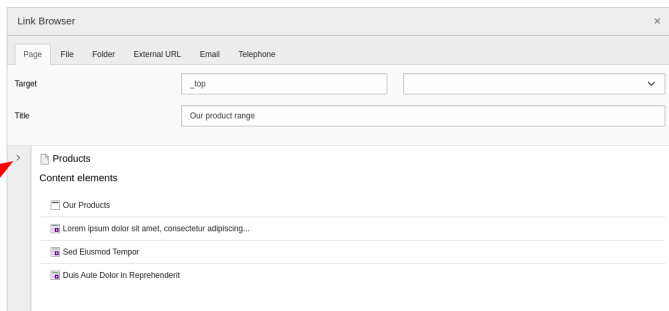 Link Browser ×
Page File Folder External URL Email Telephone
Target _top
Title Our product range
Products
Content elements
Our Products
Lorem ipsum dolor sit amet, consectetur adipiscing...
Sed Eiusmod Tempor
Duis Aute Dolor in Reprehenderit